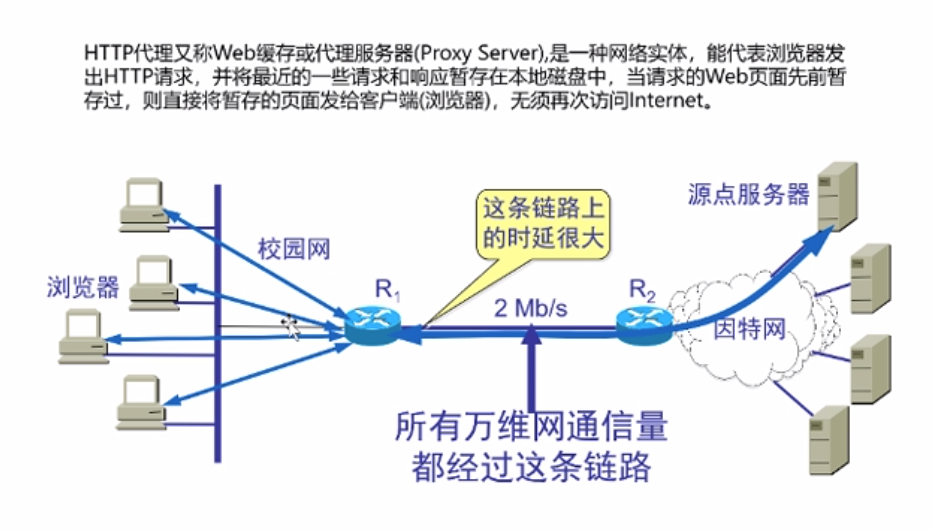 HTTP代理又称Web缓存或代理服务器(Proxy Server),是一种网络实体，能代表浏览器发
出HTTP请求，并将最近的一些请求和响应暂存在本地磁盘中，当请求的Web页面先前暂
存过，则直接将暂存的页面发给客户端(浏览器)，无须再次访问Internet。
源点服务器
这条链路上
的时延很大
校园网
浏览器
R1
2 Mb/s
R2
因特网
所有万维网通信量
都经过这条链路